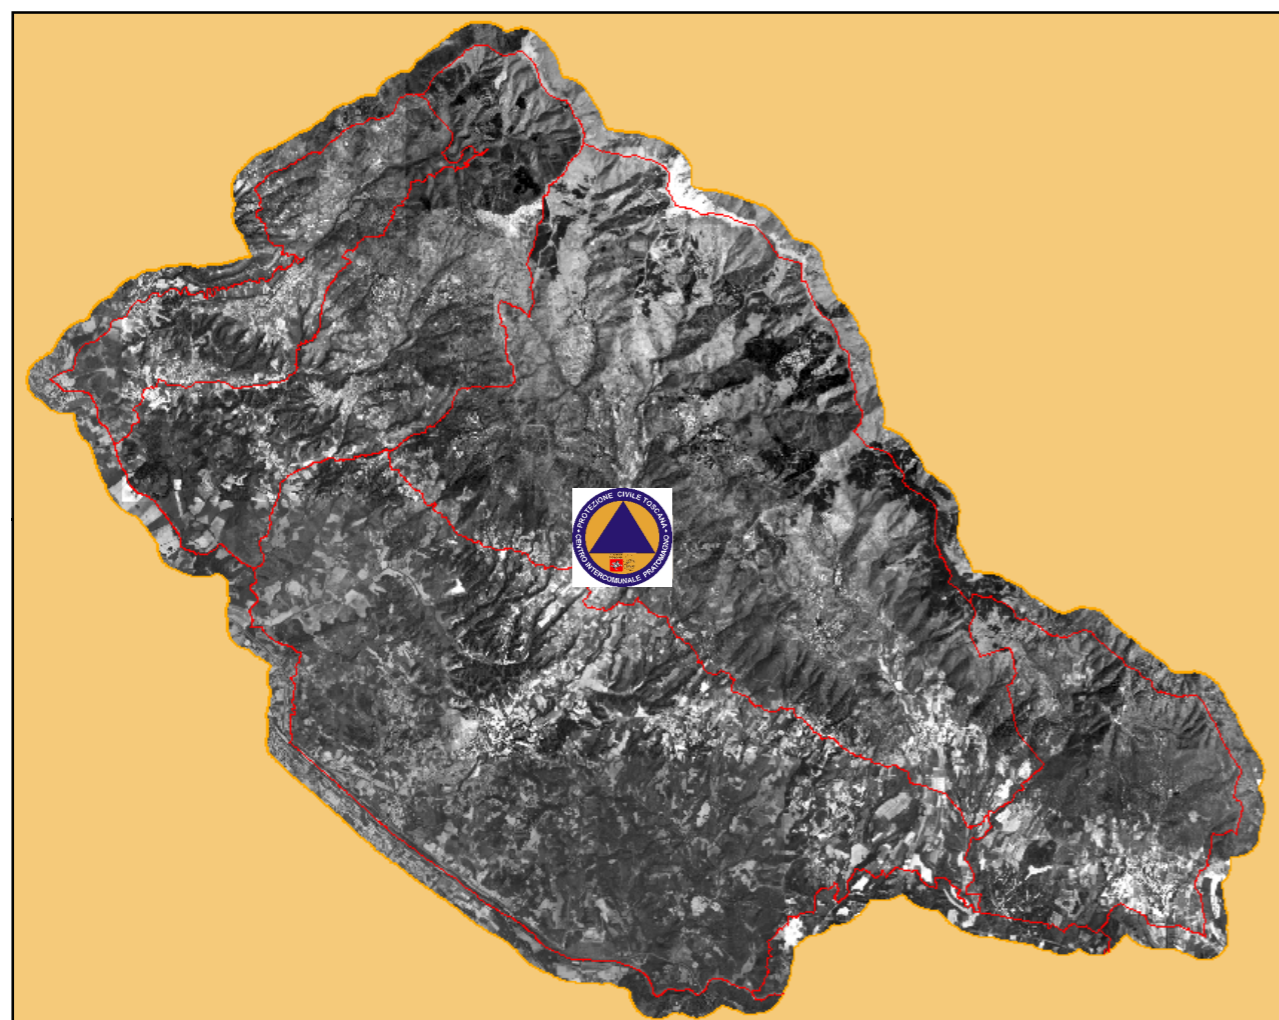 • PROTEZIONE CIVILE TOSCANA •
CENTRO INTERCOMUNALE PRATOMAGNO